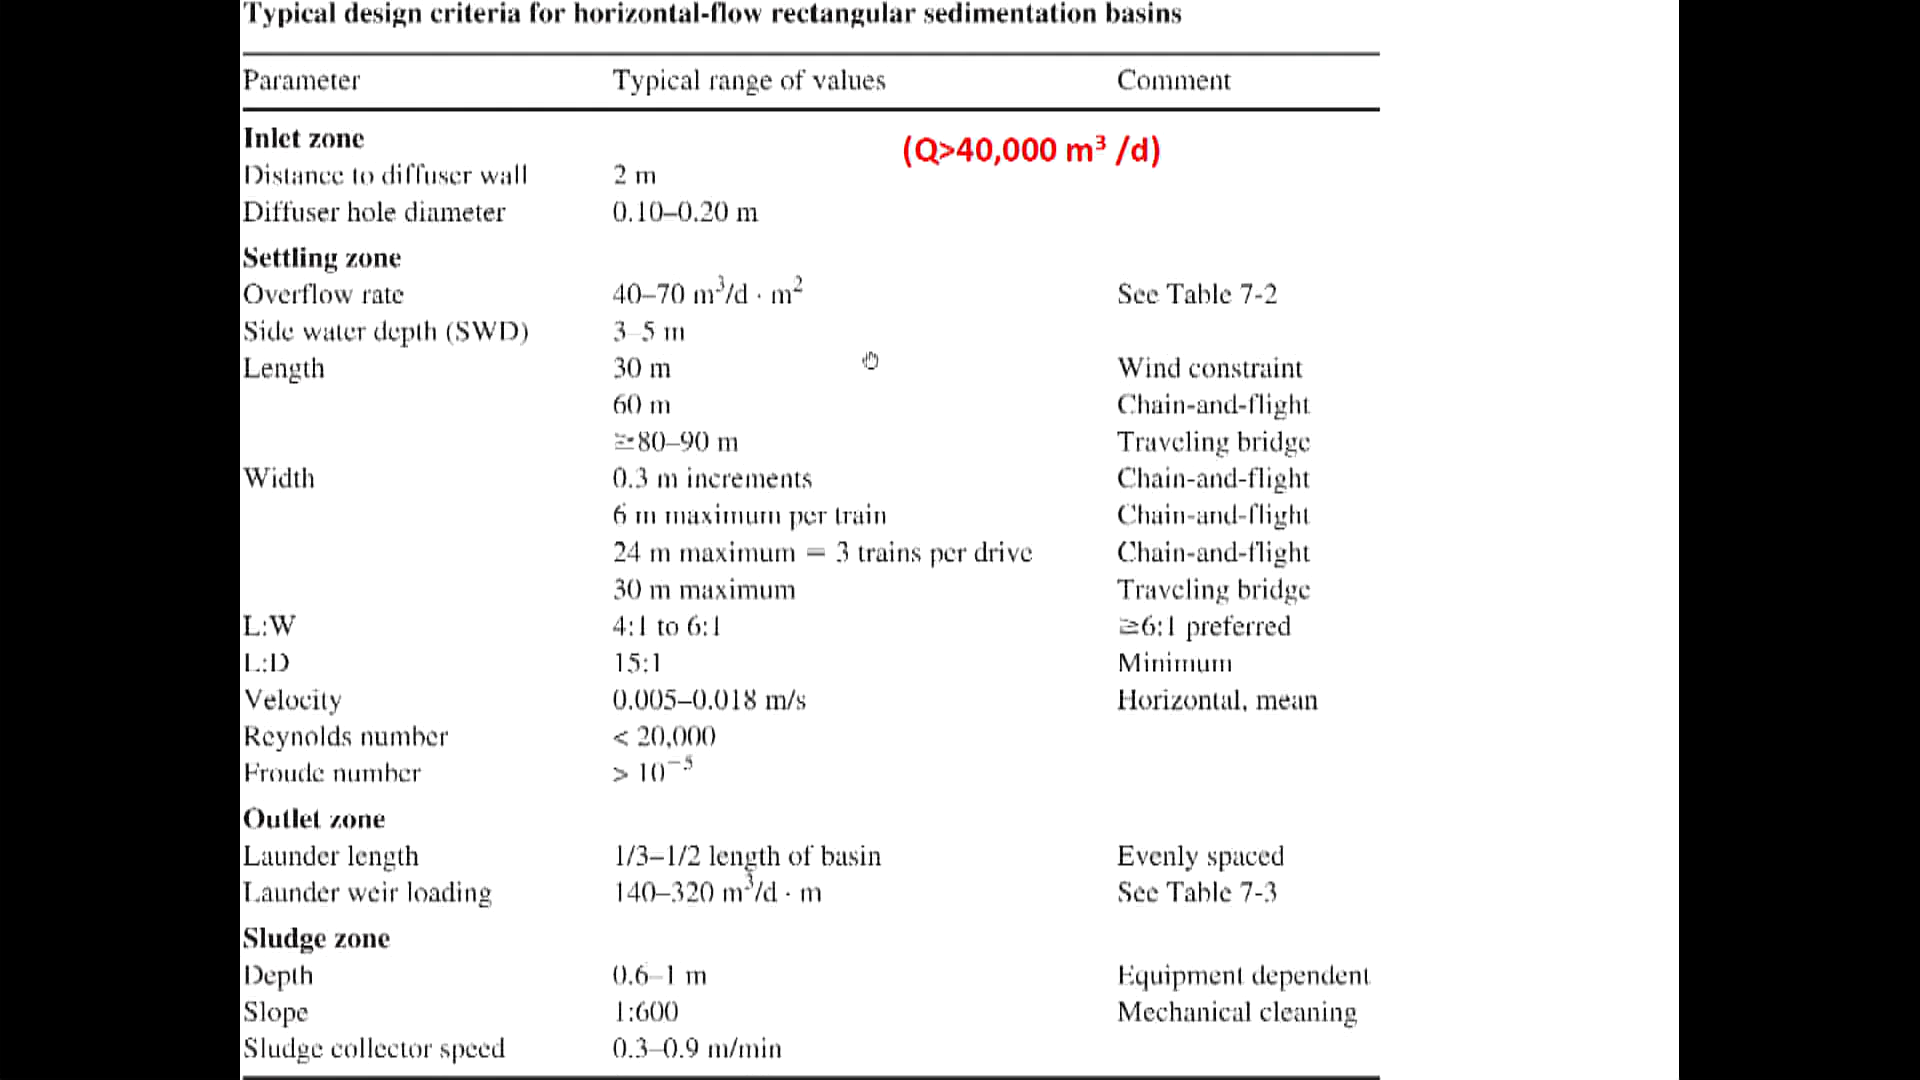 Typical design criteria for horizontal-flow rectangular sedimentation basins
Parameter Typical range of values Comment
Inlet zone
(Q>40,000 m³ /d)
Distance to diffuser wall 2 m
Diffuser hole diameter 0.10–0.20 m
Settling zone
Overflow rate 40–70 m³/d · m² See Table 7-2
Side water depth (SWD) 3–5 m
Length 30 m Wind constraint
60 m Chain-and-flight
≥80–90 m Traveling bridge
Width 0.3 m increments Chain-and-flight
6 m maximum per train Chain-and-flight
24 m maximum = 3 trains per drive Chain-and-flight
30 m maximum Traveling bridge
L:W 4:1 to 6:1 ≥6:1 preferred
L:D 15:1 Minimum
Velocity 0.005–0.018 m/s Horizontal, mean
Reynolds number < 20,000
Froude number > 10⁻⁵
Outlet zone
Launder length 1/3–1/2 length of basin Evenly spaced
Launder weir loading 140–320 m³/d · m See Table 7-3
Sludge zone
Depth 0.6–1 m Equipment dependent
Slope 1:600 Mechanical cleaning
Sludge collector speed 0.3–0.9 m/min